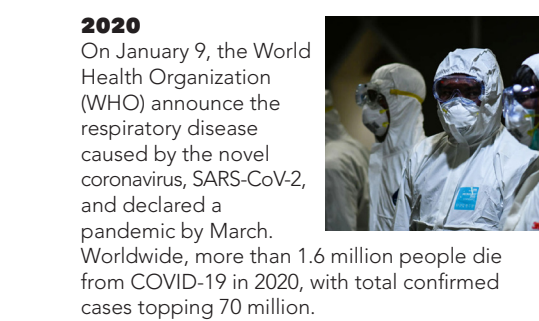 2020
On January 9, the World
Health Organization
(WHO) announce the
respiratory disease
caused by the novel
coronavirus, SARS-CoV-2,
and declared a
pandemic by March.
Worldwide, more than 1.6 million people die
from COVID-19 in 2020, with total confirmed
cases topping 70 million.